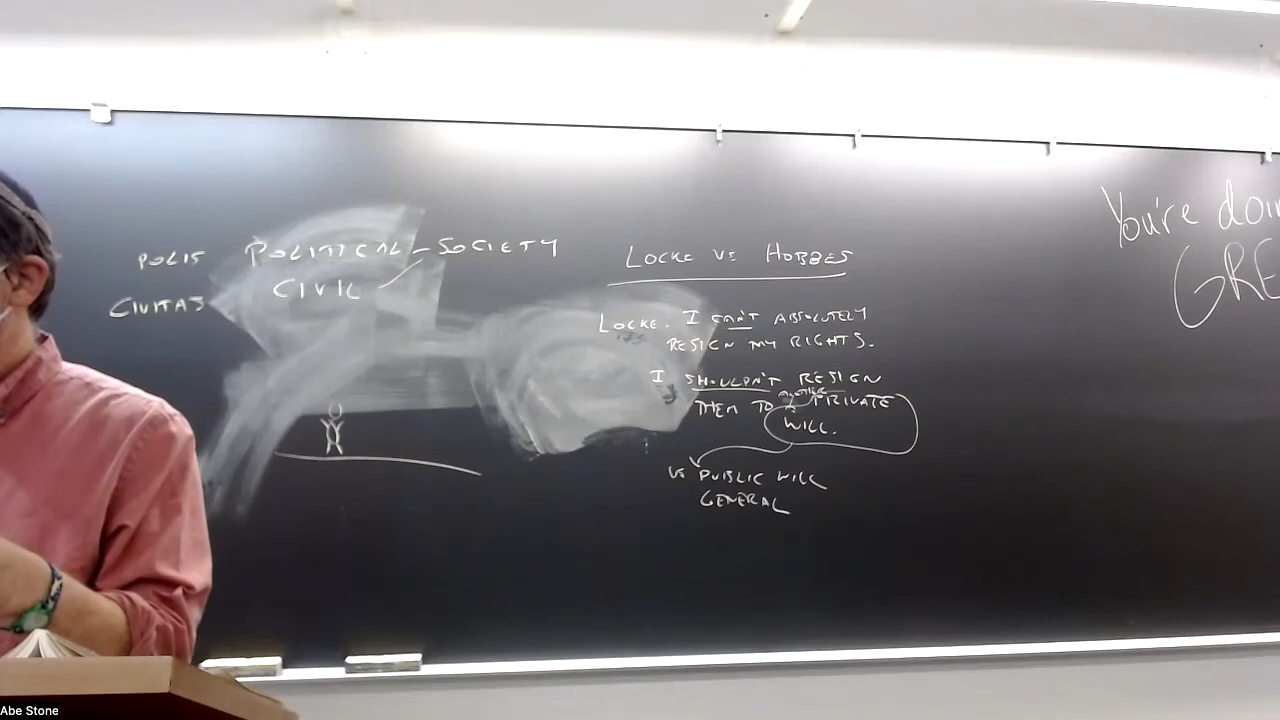 POLIS POLITICAL - SOCIETY
CIVITAS CIVIL
LOCKE VS HOBBES
LOCKE: I CAN'T ABSOLUTELY
RESIGN MY RIGHTS.
I SHOULDN'T RESIGN
THEM TO ANOTHER PRIVATE
WILL.
VS PUBLIC WILL
GENERAL
You're doin
GRE
Abe Stone